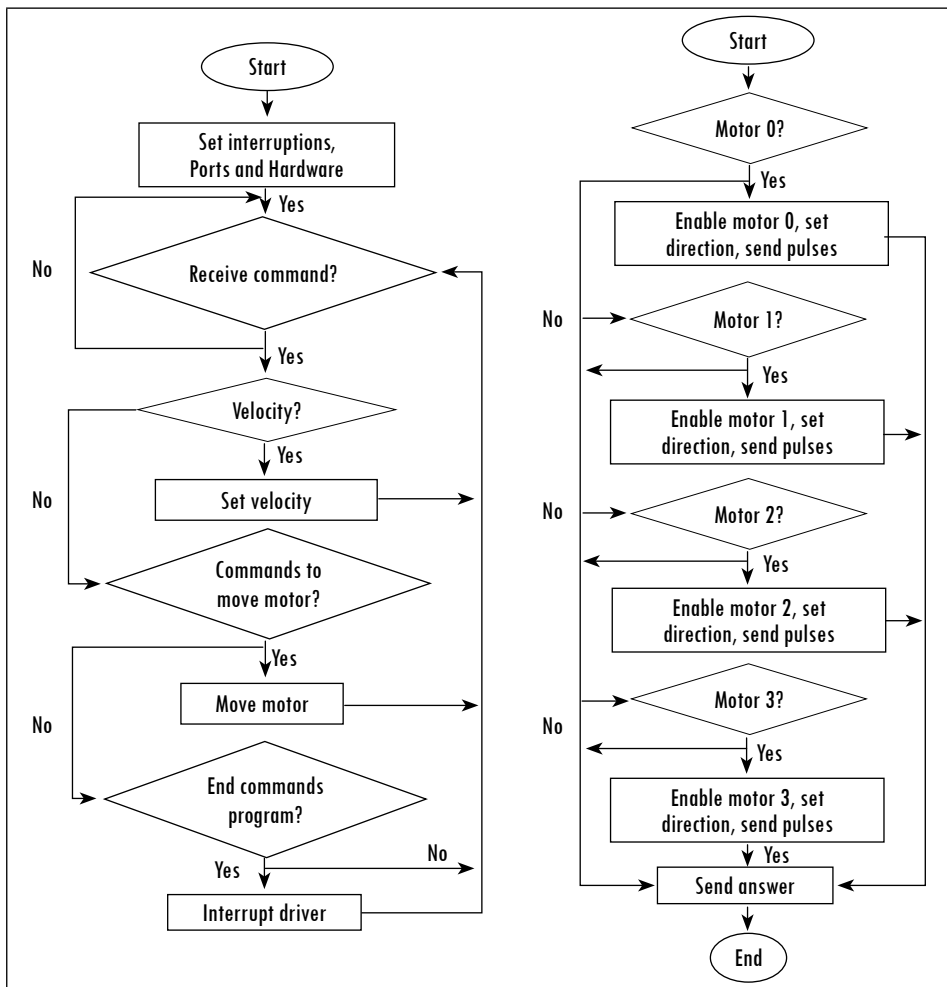 Start
Set interruptions,
Ports and Hardware
Yes
No
Receive command?
Yes
Velocity?
Yes
No
Set velocity
Commands to
move motor?
Yes
Move motor
No
End commands
program?
No
Yes
Interrupt driver
Start
Motor 0?
Yes
Enable motor 0, set
direction, send pulses
No
Motor 1?
Yes
Enable motor 1, set
direction, send pulses
No
Motor 2?
Yes
Enable motor 2, set
direction, send pulses
Motor 3?
No
Yes
Enable motor 3, set
direction, send pulses
Yes
Send answer
End